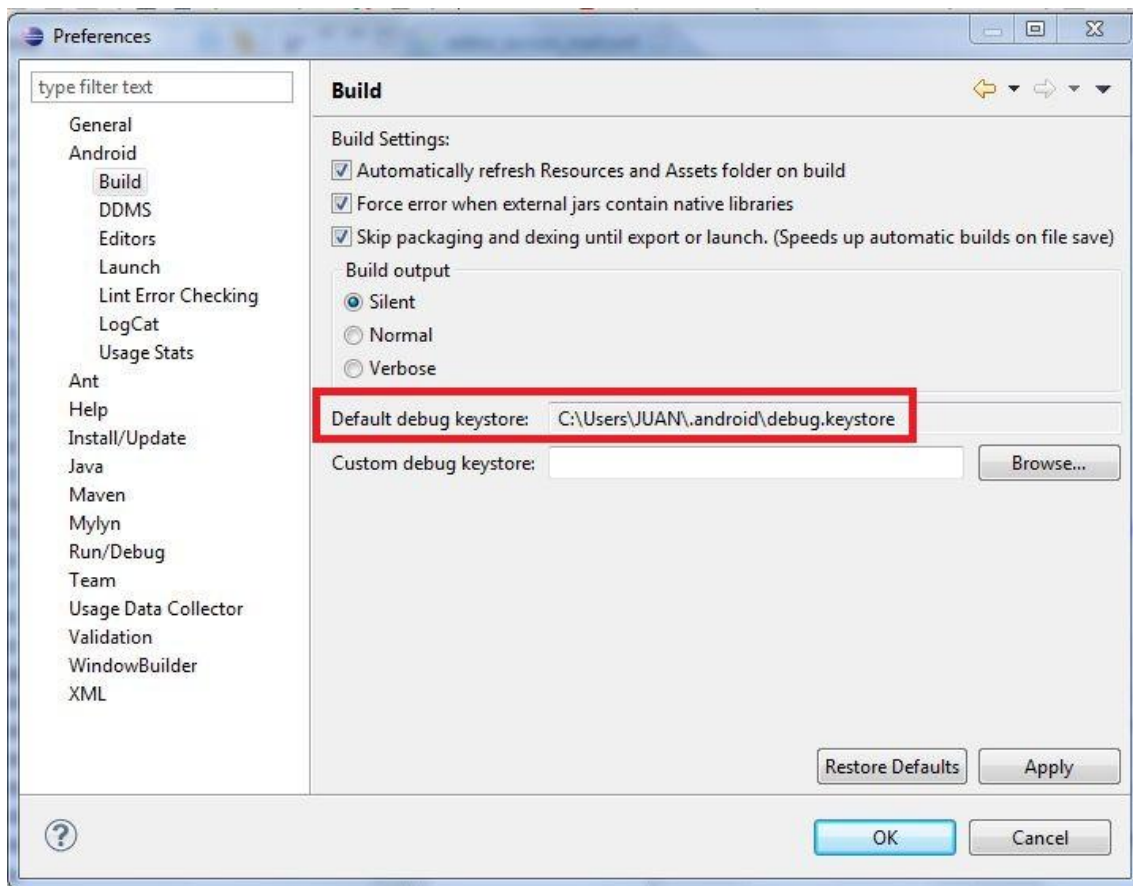 Preferences
type filter text
General
Android
Build
DDMS
Editors
Launch
Lint Error Checking
LogCat
Usage Stats
Ant
Help
Install/Update
Java
Maven
Mylyn
Run/Debug
Team
Usage Data Collector
Validation
WindowBuilder
XML
Build
Build Settings:
Automatically refresh Resources and Assets folder on build
Force error when external jars contain native libraries
Skip packaging and dexing until export or launch. (Speeds up automatic builds on file save)
Build output
Silent
Normal
Verbose
Default debug keystore: C:\Users\JUAN\.android\debug.keystore
Custom debug keystore: Browse...
Restore Defaults Apply
? OK Cancel